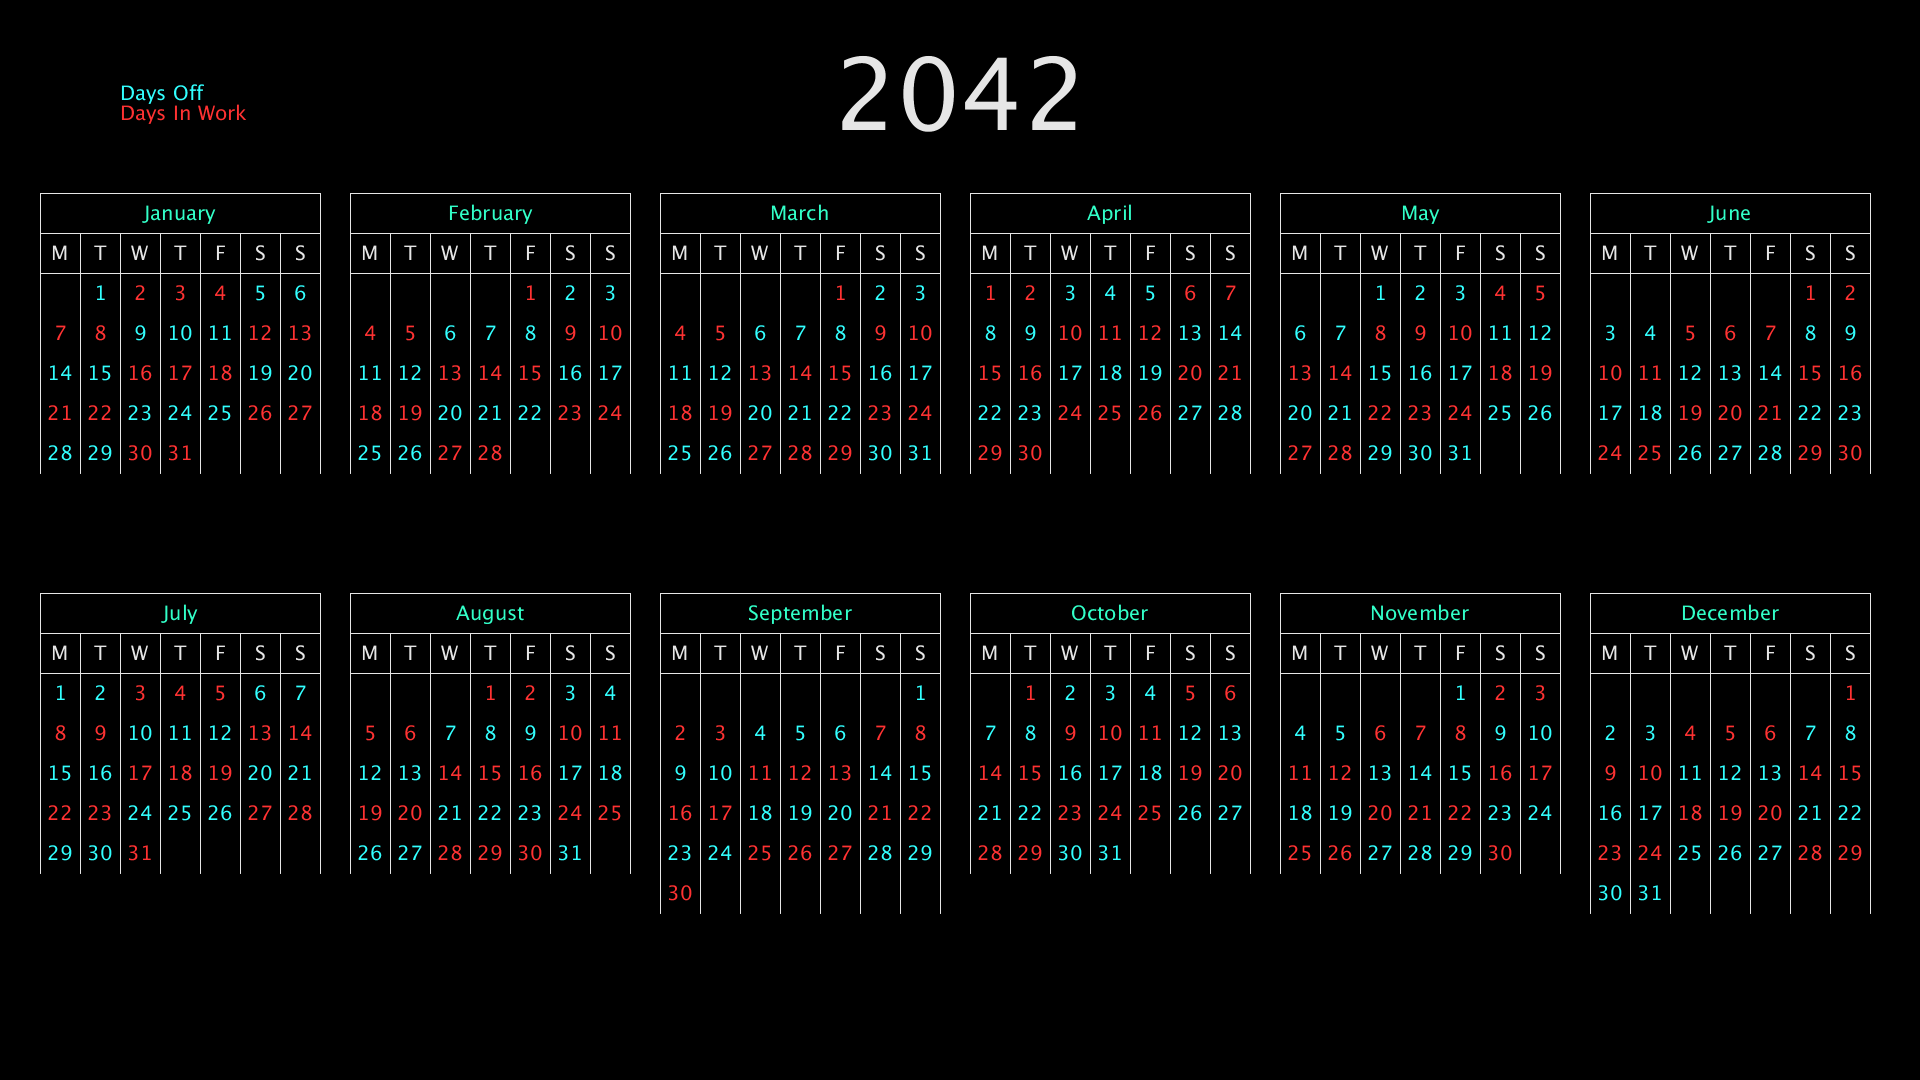 2042
Days Off
Days In Work
January February March April May June
M T W T F S S M T W T F S S M T W T F S S M T W T F S S M T W T F S S M T W T F S S
1 2 3 4 5 6 1 2 3 1 2 3 1 2 3 4 5 6 7 1 2 3 4 5 1 2
7 8 9 10 11 12 13 4 5 6 7 8 9 10 4 5 6 7 8 9 10 8 9 10 11 12 13 14 6 7 8 9 10 11 12 3 4 5 6 7 8 9
14 15 16 17 18 19 20 11 12 13 14 15 16 17 11 12 13 14 15 16 17 15 16 17 18 19 20 21 13 14 15 16 17 18 19 10 11 12 13 14 15 16
21 22 23 24 25 26 27 18 19 20 21 22 23 24 18 19 20 21 22 23 24 22 23 24 25 26 27 28 20 21 22 23 24 25 26 17 18 19 20 21 22 23
28 29 30 31 25 26 27 28 25 26 27 28 29 30 31 29 30 27 28 29 30 31 24 25 26 27 28 29 30
July August September October November December
M T W T F S S M T W T F S S M T W T F S S M T W T F S S M T W T F S S M T W T F S S
1 2 3 4 5 6 7 1 2 3 4 1 1 2 3 4 5 6 1 2 3 1
8 9 10 11 12 13 14 5 6 7 8 9 10 11 2 3 4 5 6 7 8 7 8 9 10 11 12 13 4 5 6 7 8 9 10 2 3 4 5 6 7 8
15 16 17 18 19 20 21 12 13 14 15 16 17 18 9 10 11 12 13 14 15 14 15 16 17 18 19 20 11 12 13 14 15 16 17 9 10 11 12 13 14 15
22 23 24 25 26 27 28 19 20 21 22 23 24 25 16 17 18 19 20 21 22 21 22 23 24 25 26 27 18 19 20 21 22 23 24 16 17 18 19 20 21 22
29 30 31 26 27 28 29 30 31 23 24 25 26 27 28 29 28 29 30 31 25 26 27 28 29 30 23 24 25 26 27 28 29
30 30 31